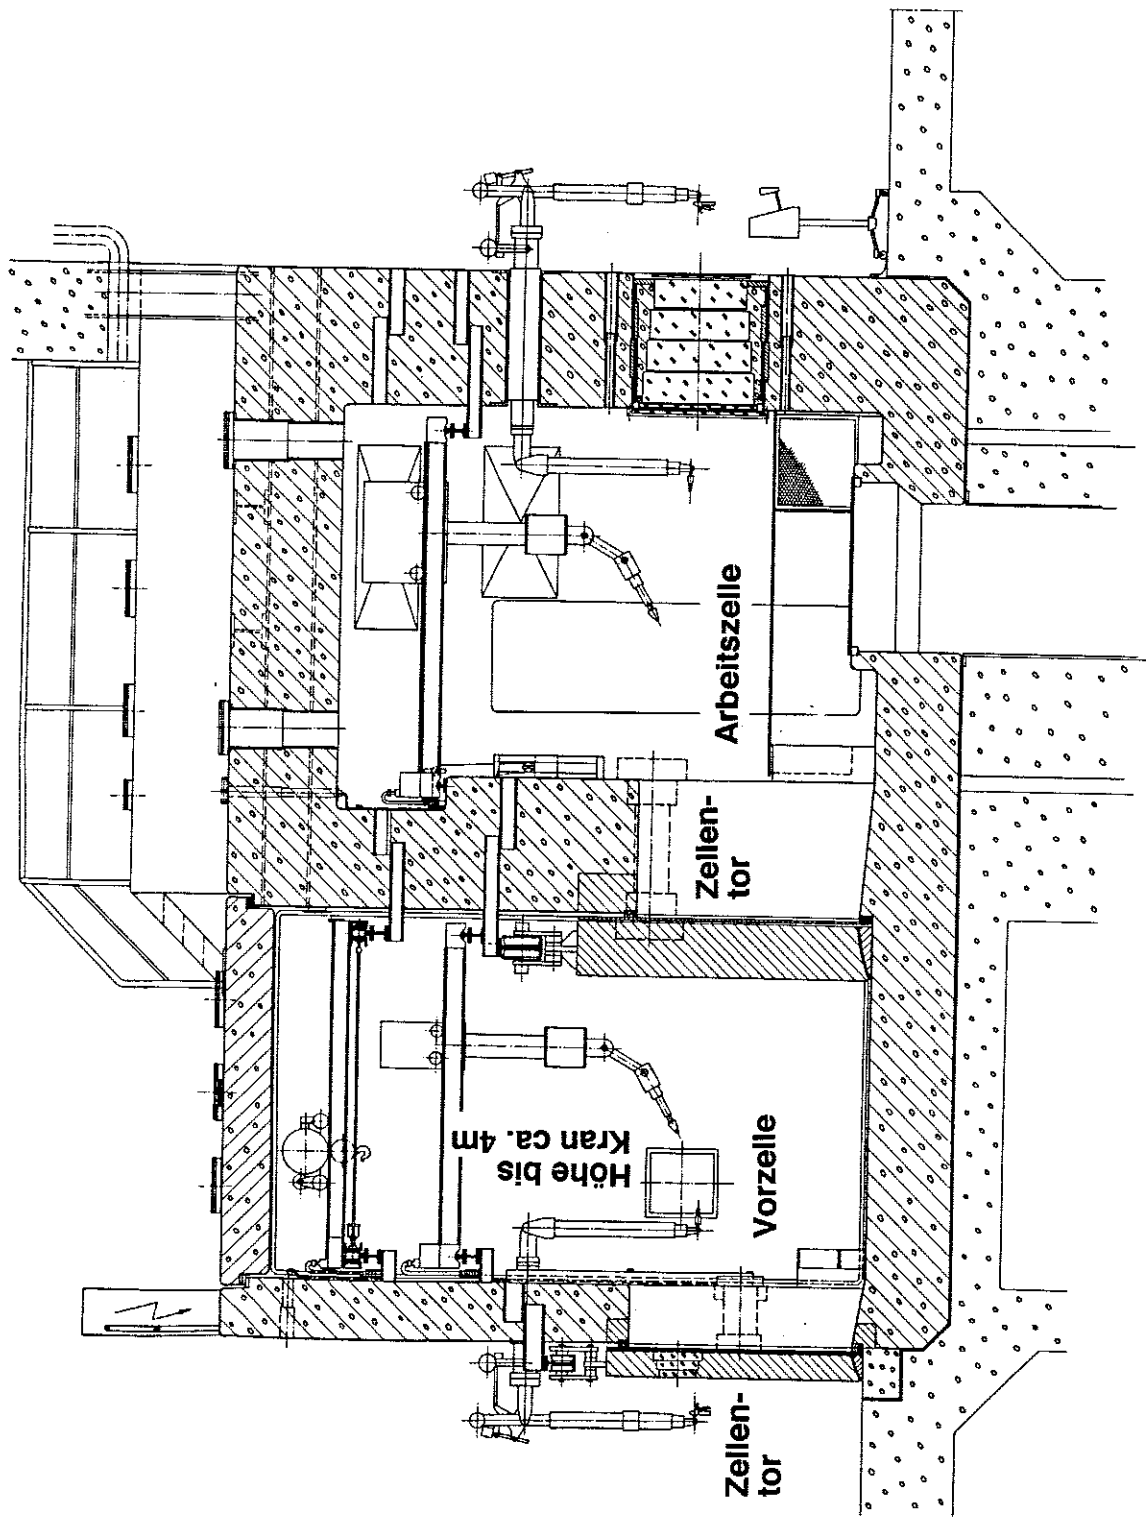 Zellen-
tor
Vorzelle
Höhe bis
Kran ca. 4m
Zellen-
tor
Arbeitszelle